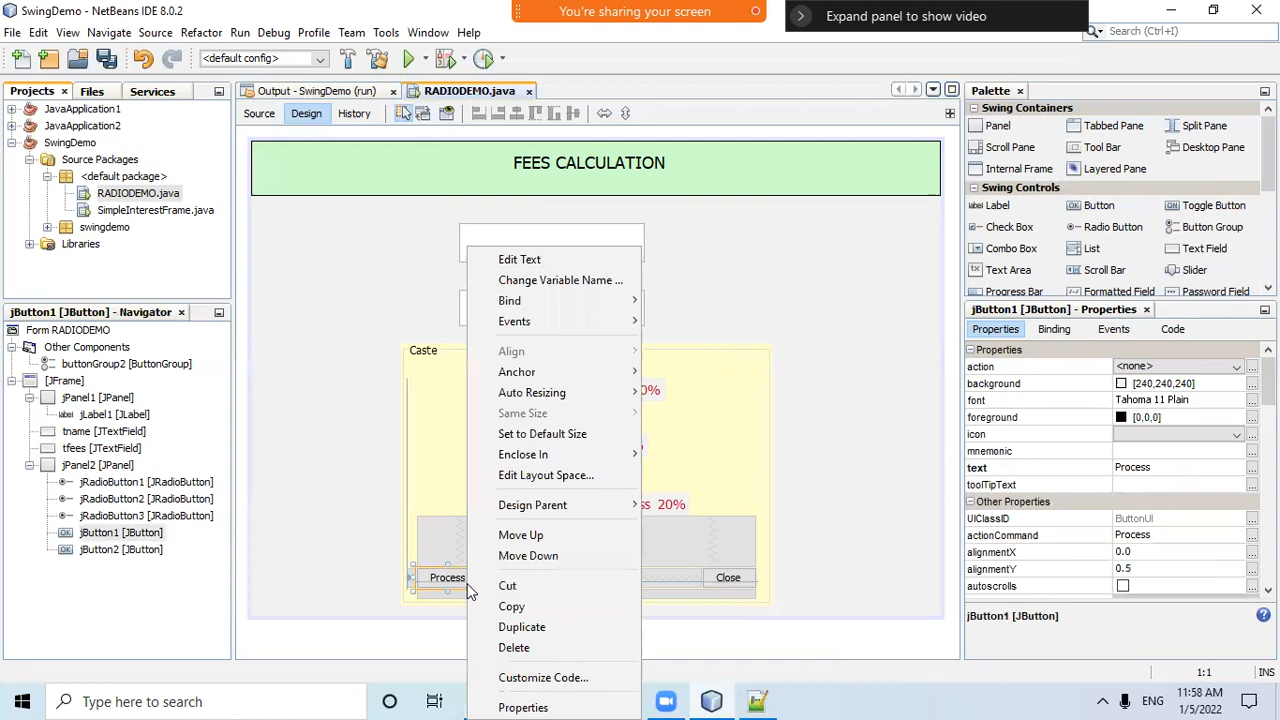 SwingDemo - NetBeans IDE 8.0.2
You're sharing your screen
Expand panel to show video
File Edit View Navigate Source Refactor Run Debug Profile Team Tools Window Help
Search (Ctrl+I)
<default config>
Projects Files Services
Output - SwingDemo (run) RADIODEMO.java
Palette
JavaApplication1
JavaApplication2
SwingDemo
Source Packages
<default package>
RADIODEMO.java
SimpleInterestFrame.java
swingdemo
Libraries
Source Design History
Swing Containers
Panel Tabbed Pane Split Pane
Scroll Pane Tool Bar Desktop Pane
Internal Frame Layered Pane
Swing Controls
Label Button Toggle Button
Check Box Radio Button Button Group
Combo Box List Text Field
Text Area Scroll Bar Slider
Progress Bar Formatted Field Password Field
FEES CALCULATION
Caste
0%
ss 20%
Process
Close
Edit Text
Change Variable Name ...
Bind
Events
Align
Anchor
Auto Resizing
Same Size
Set to Default Size
Enclose In
Edit Layout Space...
Design Parent
Move Up
Move Down
Cut
Copy
Duplicate
Delete
Customize Code...
Properties
jButton1 [JButton] - Navigator
Form RADIODEMO
Other Components
buttonGroup2 [ButtonGroup]
[JFrame]
jPanel1 [JPanel]
jLabel1 [JLabel]
tname [JTextField]
tfees [JTextField]
jPanel2 [JPanel]
jRadioButton1 [JRadioButton]
jRadioButton2 [JRadioButton]
jRadioButton3 [JRadioButton]
jButton1 [JButton]
jButton2 [JButton]
jButton1 [JButton] - Properties
Properties Binding Events Code
Properties
action <none>
background [240,240,240]
font Tahoma 11 Plain
foreground [0,0,0]
icon
mnemonic
text Process
toolTipText
Other Properties
UIClassID ButtonUI
actionCommand Process
alignmentX 0.0
alignmentY 0.5
autoscrolls
jButton1 [JButton]
1:1 INS
Type here to search
ENG
11:58 AM
1/5/2022